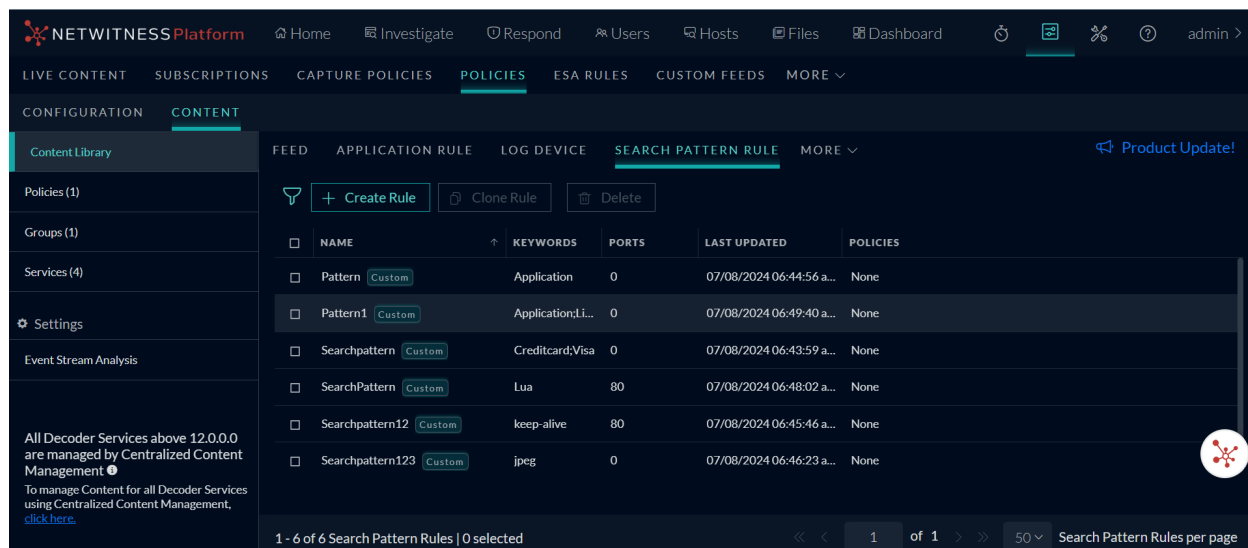 NETWITNESS Platform Home Investigate Respond Users Hosts Files Dashboard admin >
LIVE CONTENT SUBSCRIPTIONS CAPTURE POLICIES POLICIES ESA RULES CUSTOM FEEDS MORE
CONFIGURATION CONTENT
Content Library
Policies (1)
Groups (1)
Services (4)
Settings
Event Stream Analysis
All Decoder Services above 12.0.0.0
are managed by Centralized Content
Management
To manage Content for all Decoder Services
using Centralized Content Management,
click here.
FEED APPLICATION RULE LOG DEVICE SEARCH PATTERN RULE MORE Product Update!
+ Create Rule Clone Rule Delete
NAME KEYWORDS PORTS LAST UPDATED POLICIES
Pattern Custom Application 0 07/08/2024 06:44:56 a... None
Pattern1 Custom Application;Li... 0 07/08/2024 06:49:40 a... None
Searchpattern Custom Creditcard;Visa 0 07/08/2024 06:43:59 a... None
SearchPattern Custom Lua 80 07/08/2024 06:48:02 a... None
Searchpattern12 Custom keep-alive 80 07/08/2024 06:45:46 a... None
Searchpattern123 Custom jpeg 0 07/08/2024 06:46:23 a... None
1 - 6 of 6 Search Pattern Rules | 0 selected << < 1 of 1 > >> 50 Search Pattern Rules per page